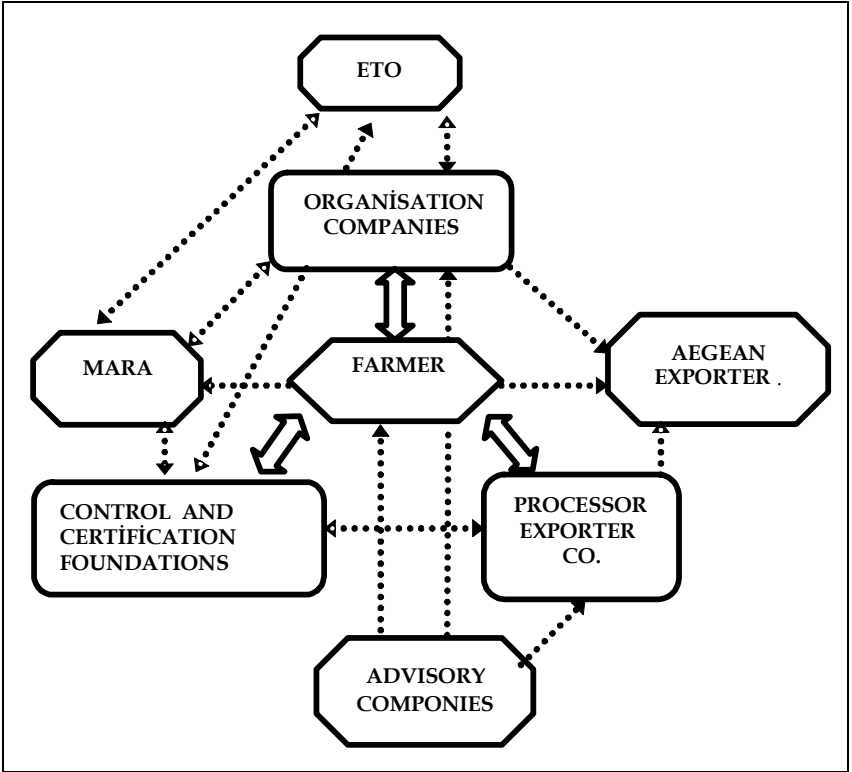 ETO
ORGANİSATION
COMPANIES
MARA
FARMER
AEGEAN
EXPORTER .
CONTROL AND
CERTİFİCATION
FOUNDATIONS
PROCESSOR
EXPORTER
CO.
ADVISORY
COMPONIES